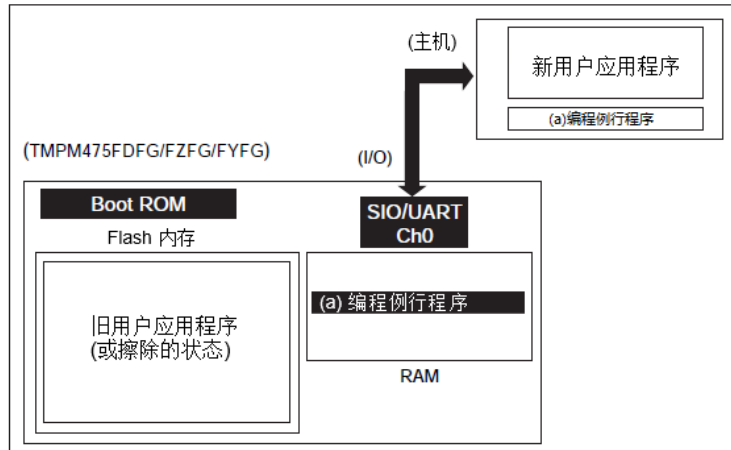 (主机)
新用户应用程序
(a)编程例行程序
(TMPM475FDFG/FZFG/FYFG)
(I/O)
Boot ROM
SIO/UART
Ch0
Flash 内存
旧用户应用程序
(或擦除的状态)
(a) 编程例行程序
RAM